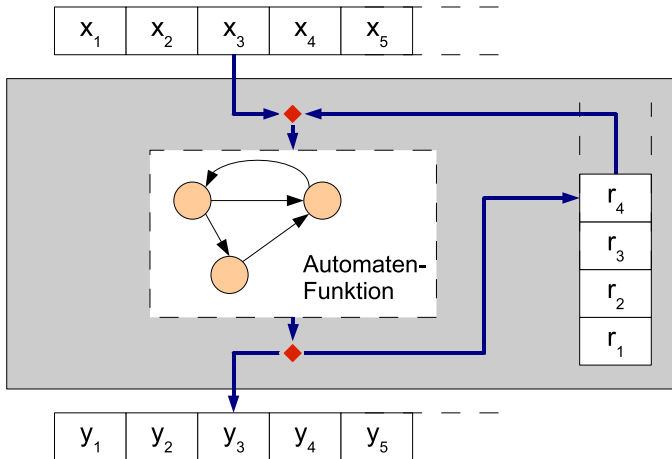 x1 x2 x3 x4 x5
r4
r3
Automaten-
Funktion
r2
r1
y1 y2 y3 y4 y5